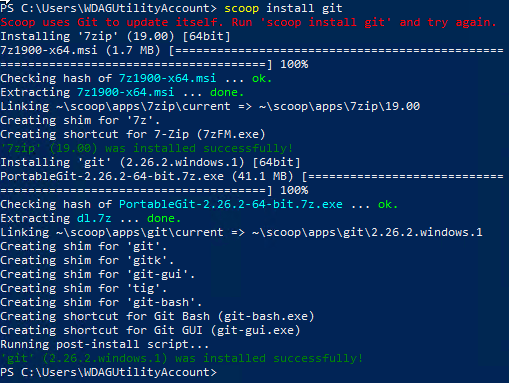 PS C:\Users\WDAGUtilityAccount> scoop install git
Scoop uses Git to update itself. Run 'scoop install git' and try again.
Installing '7zip' (19.00) [64bit]
7z1900-x64.msi (1.7 MB) [===========================================
===================================] 100%
Checking hash of 7z1900-x64.msi ... ok.
Extracting 7z1900-x64.msi ... done.
Linking ~\scoop\apps\7zip\current => ~\scoop\apps\7zip\19.00
Creating shim for '7z'.
Creating shortcut for 7-Zip (7zFM.exe)
'7zip' (19.00) was installed successfully!
Installing 'git' (2.26.2.windows.1) [64bit]
PortableGit-2.26.2-64-bit.7z.exe (41.1 MB) [=========================
===================================] 100%
Checking hash of PortableGit-2.26.2-64-bit.7z.exe ... ok.
Extracting dl.7z ... done.
Linking ~\scoop\apps\git\current => ~\scoop\apps\git\2.26.2.windows.1
Creating shim for 'git'.
Creating shim for 'gitk'.
Creating shim for 'git-gui'.
Creating shim for 'tig'.
Creating shim for 'git-bash'.
Creating shortcut for Git Bash (git-bash.exe)
Creating shortcut for Git GUI (git-gui.exe)
Running post-install script...
'git' (2.26.2.windows.1) was installed successfully!
PS C:\Users\WDAGUtilityAccount>